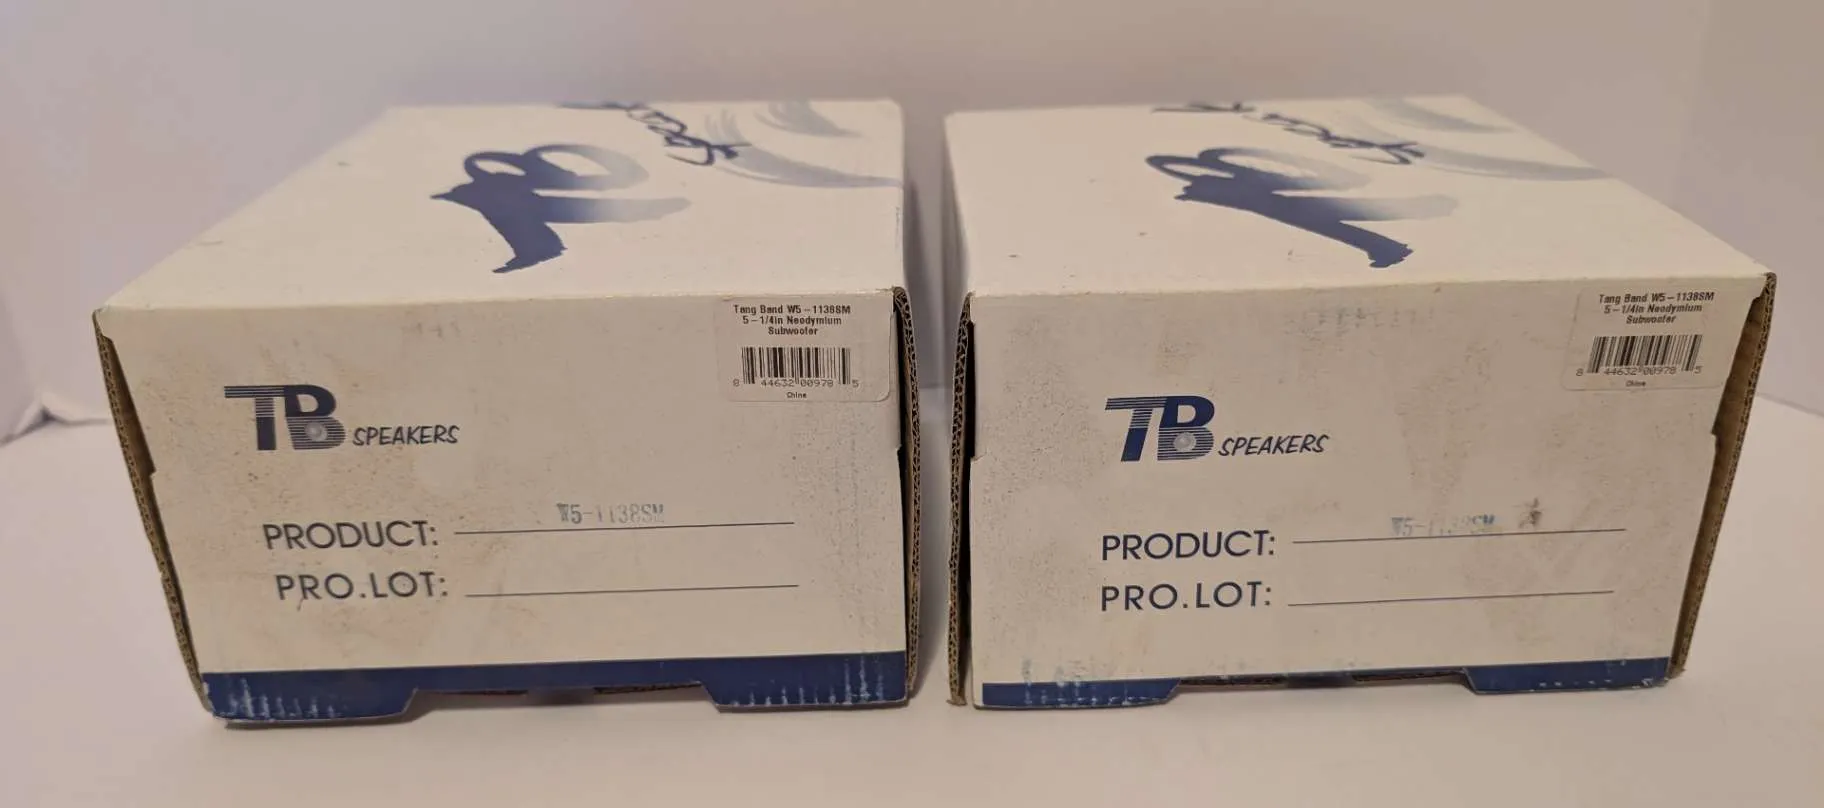 Tang Band W5-1138SM
5-1/4in Neodymium
Subwoofer
8 44632 00978 5
China
TB SPEAKERS
PRODUCT: W5-1138SM
PRO.LOT:
Tang Band W5-1138SM
5-1/4in Neodymium
Subwoofer
8 44632 00978 5
China
TB SPEAKERS
PRODUCT: W5-1138SM
PRO.LOT: